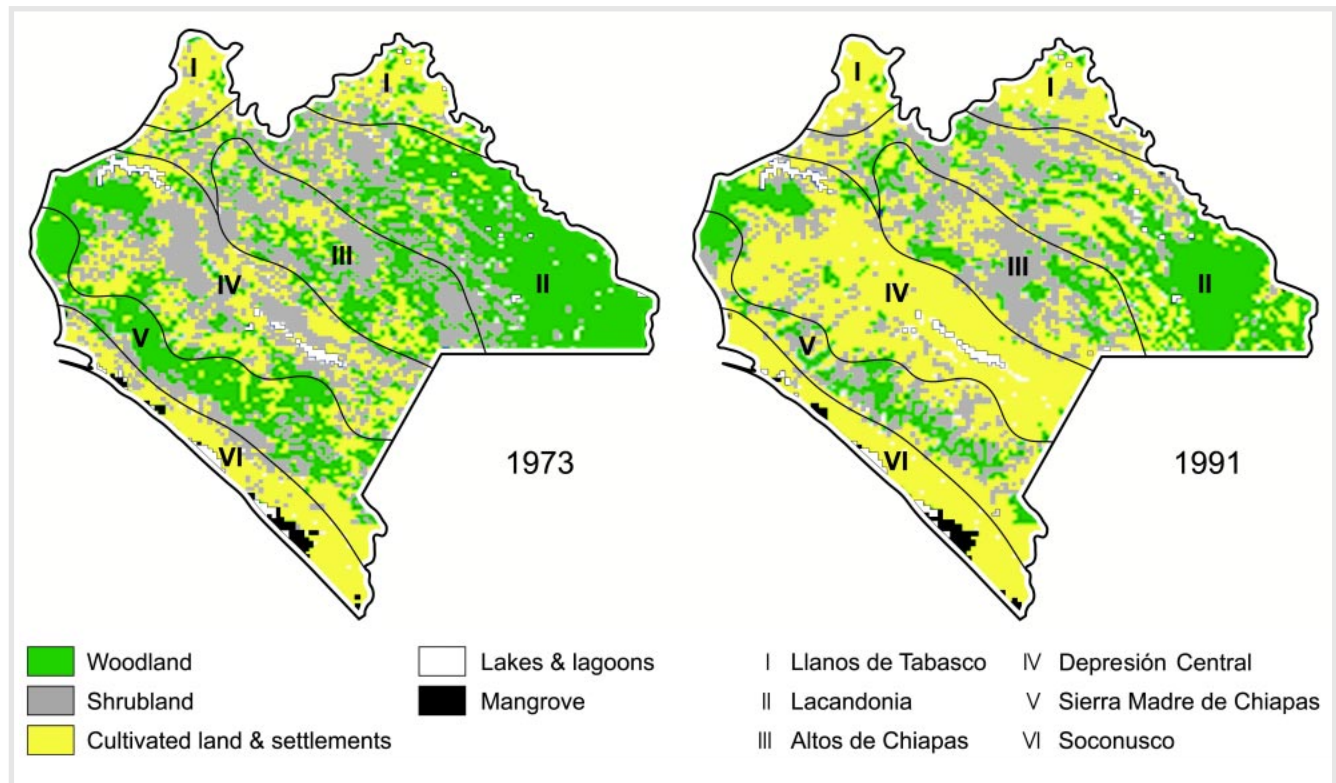 I
I
III
II
IV
V
VI
1973
I
I
III
II
IV
V
VI
1991
Woodland
Shrubland
Cultivated land & settlements
Lakes & lagoons
Mangrove
I Llanos de Tabasco
II Lacandonia
III Altos de Chiapas
IV Depresión Central
V Sierra Madre de Chiapas
VI Soconusco